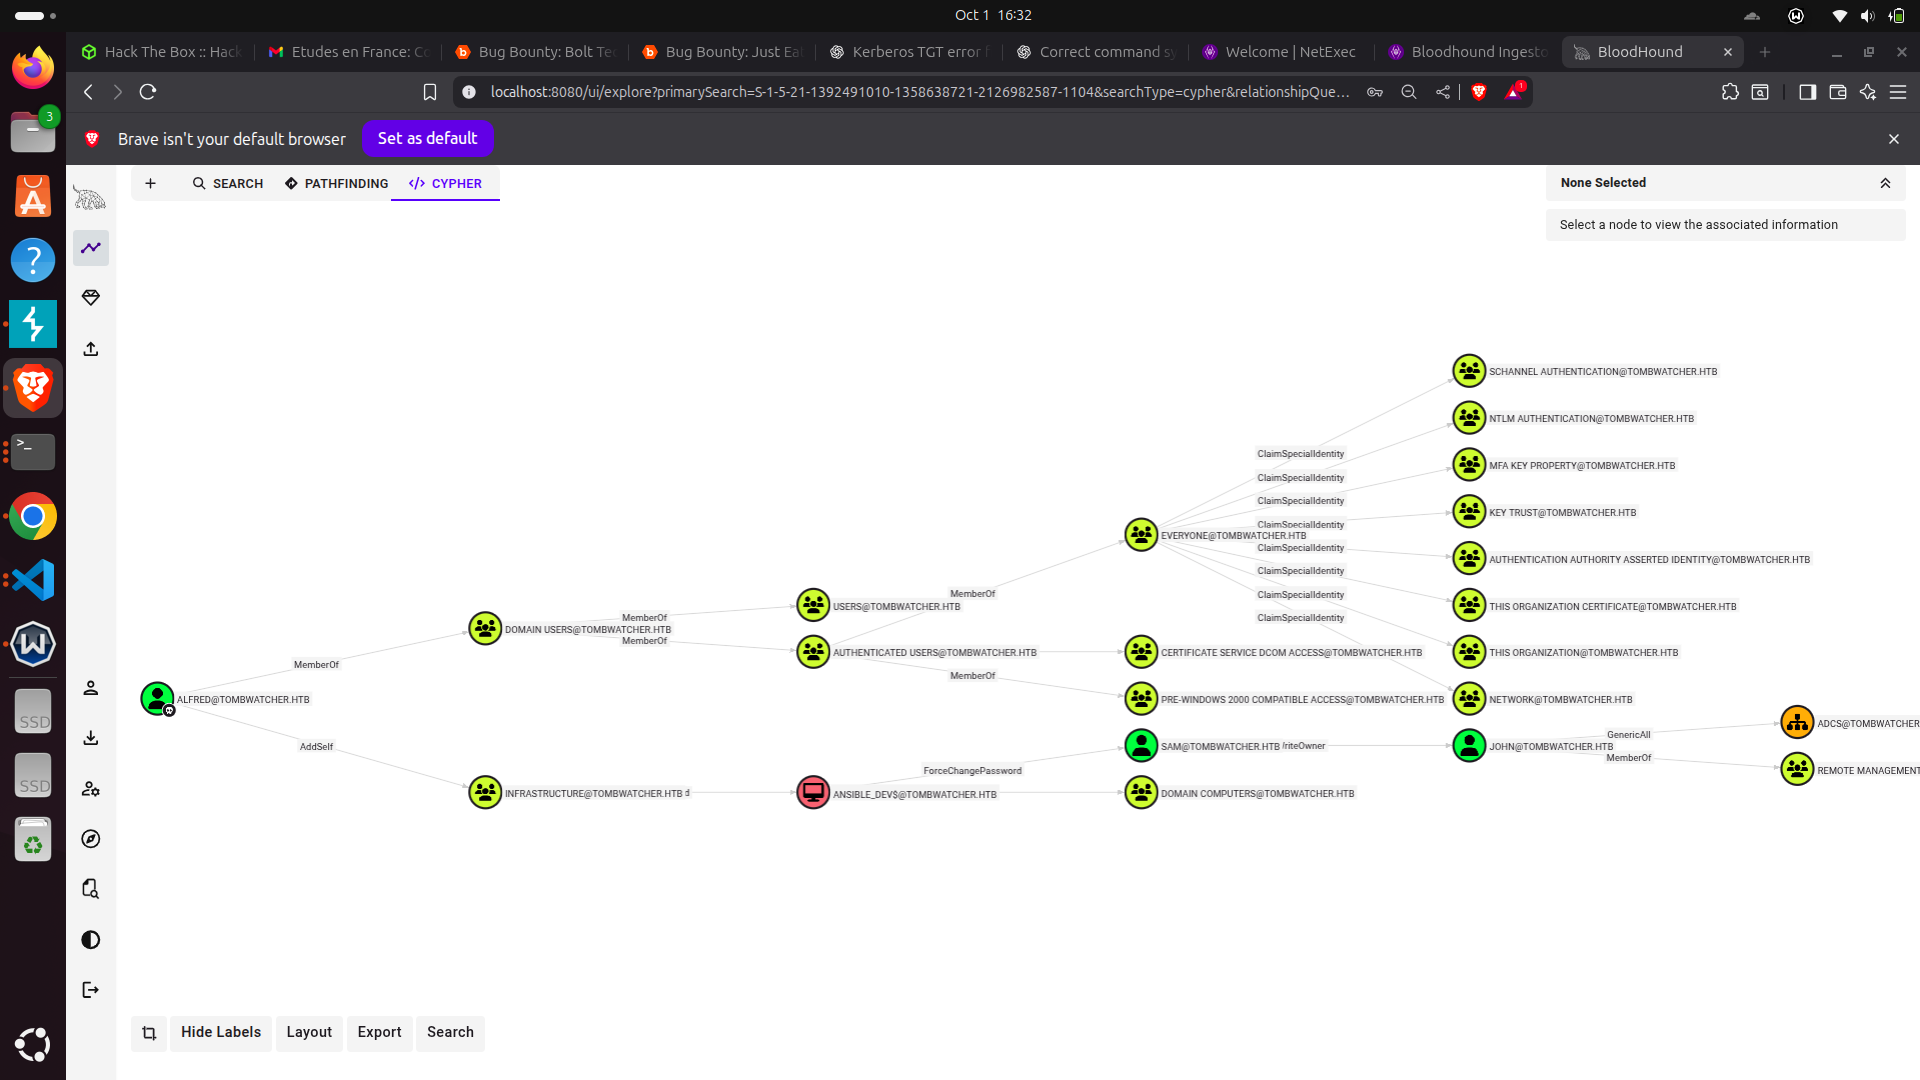 Oct 1 16:32
Hack The Box :: Hack
Etudes en France: Co
Bug Bounty: Bolt Te
Bug Bounty: Just Ea
Kerberos TGT error f
Correct command sy
Welcome | NetExec
Bloodhound Ingesto
BloodHound
localhost:8080/ui/explore?primarySearch=S-1-5-21-1392491010-1358638721-2126982587-1104&searchType=cypher&relationshipQue...
1
3
Brave isn't your default browser
Set as default
SEARCH
PATHFINDING
CYPHER
None Selected
Select a node to view the associated information
SCHANNEL AUTHENTICATION@TOMBWATCHER.HTB
NTLM AUTHENTICATION@TOMBWATCHER.HTB
ClaimSpecialIdentity
MFA KEY PROPERTY@TOMBWATCHER.HTB
ClaimSpecialIdentity
ClaimSpecialIdentity
KEY TRUST@TOMBWATCHER.HTB
ClaimSpecialIdentity
EVERYONE@TOMBWATCHER.HTB
ClaimSpecialIdentity
AUTHENTICATION AUTHORITY ASSERTED IDENTITY@TOMBWATCHER.HTB
ClaimSpecialIdentity
MemberOf
ClaimSpecialIdentity
USERS@TOMBWATCHER.HTB
THIS ORGANIZATION CERTIFICATE@TOMBWATCHER.HTB
MemberOf
ClaimSpecialIdentity
DOMAIN USERS@TOMBWATCHER.HTB
MemberOf
AUTHENTICATED USERS@TOMBWATCHER.HTB
CERTIFICATE SERVICE DCOM ACCESS@TOMBWATCHER.HTB
THIS ORGANIZATION@TOMBWATCHER.HTB
MemberOf
MemberOf
ALFRED@TOMBWATCHER.HTB
PRE-WINDOWS 2000 COMPATIBLE ACCESS@TOMBWATCHER.HTB
NETWORK@TOMBWATCHER.HTB
ADCS@TOMBWATCHER
GenericAll
AddSelf
SAM@TOMBWATCHER.HTB
riteOwner
JOHN@TOMBWATCHER.HTB
MemberOf
ForceChangePassword
REMOTE MANAGEMENT
INFRASTRUCTURE@TOMBWATCHER.HTB
d
ANSIBLE_DEV$@TOMBWATCHER.HTB
DOMAIN COMPUTERS@TOMBWATCHER.HTB
SSD
SSD
Hide Labels
Layout
Export
Search